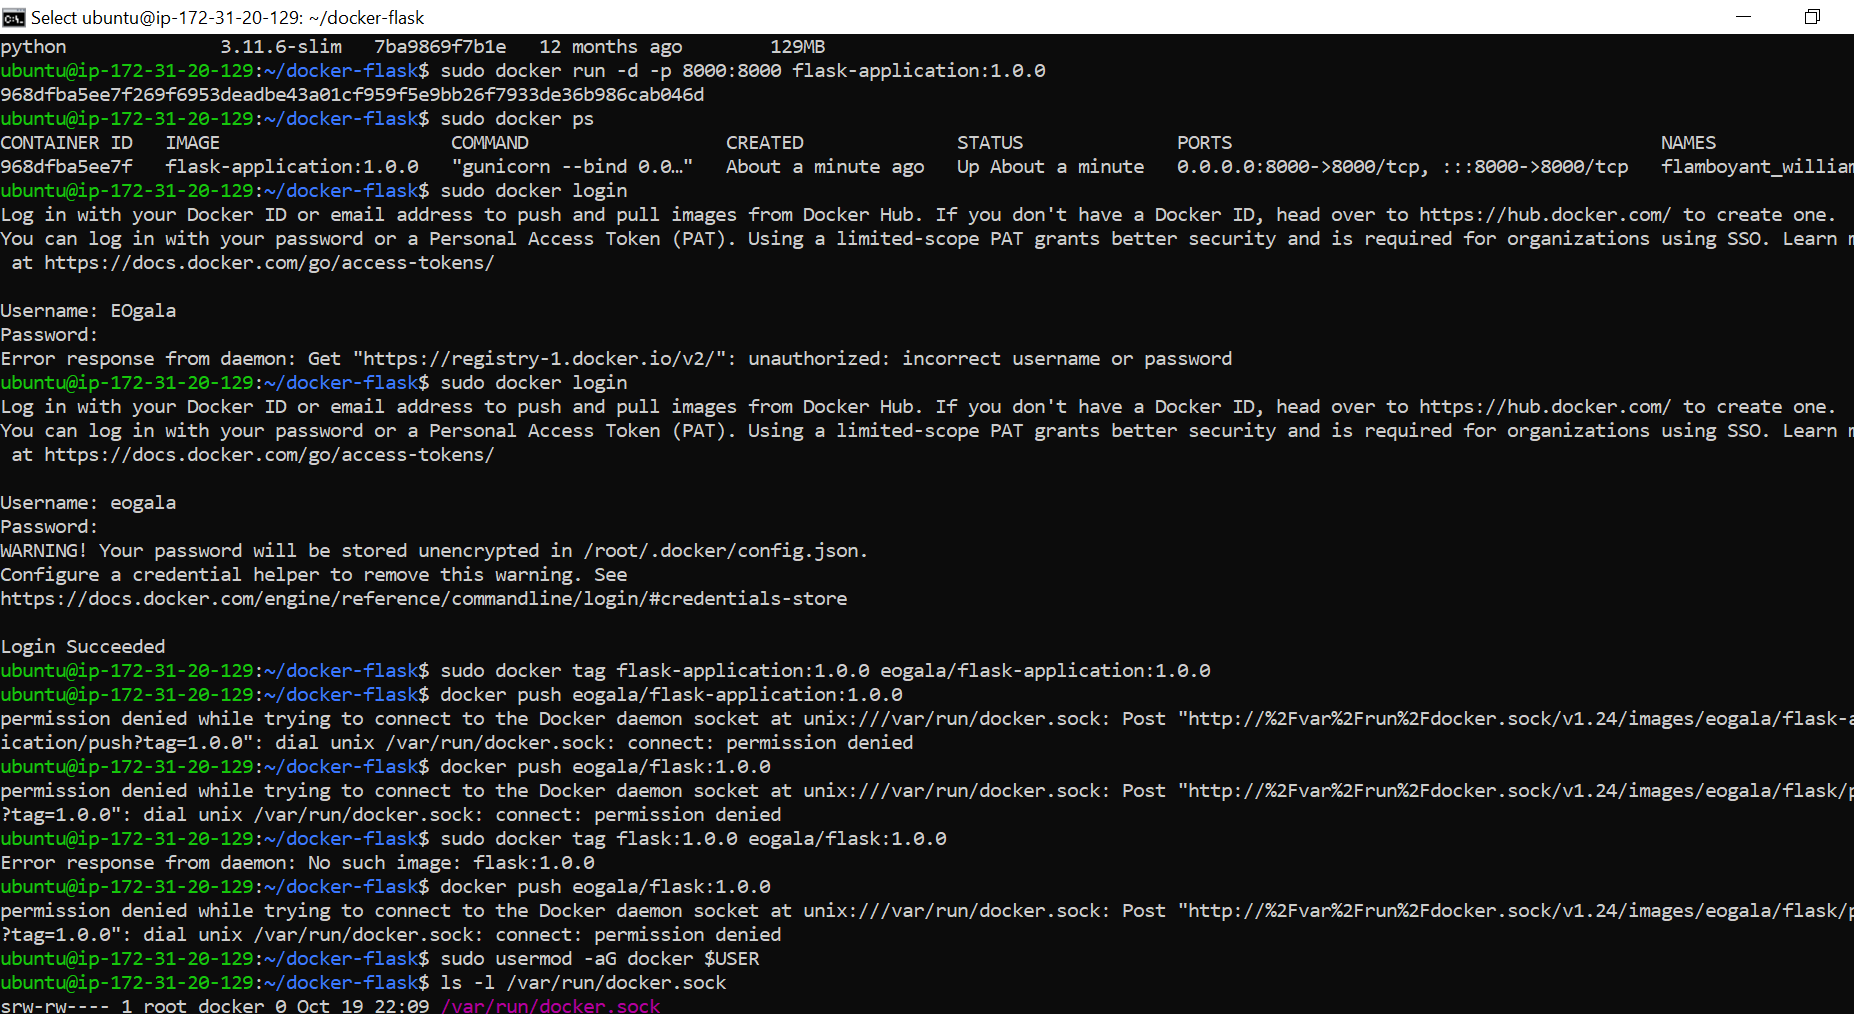 Select ubuntu@ip-172-31-20-129: ~/docker-flask
python 3.11.6-slim 7ba9869f7b1e 12 months ago 129MB
ubuntu@ip-172-31-20-129:~/docker-flask$ sudo docker run -d -p 8000:8000 flask-application:1.0.0
968dfba5ee7f269f6953deadbe43a01cf959f5e9bb26f7933de36b986cab046d
ubuntu@ip-172-31-20-129:~/docker-flask$ sudo docker ps
CONTAINER ID IMAGE COMMAND CREATED STATUS PORTS NAMES
968dfba5ee7f flask-application:1.0.0 "gunicorn --bind 0.0…" About a minute ago Up About a minute 0.0.0.0:8000->8000/tcp, :::8000->8000/tcp flamboyant_william
ubuntu@ip-172-31-20-129:~/docker-flask$ sudo docker login
Log in with your Docker ID or email address to push and pull images from Docker Hub. If you don't have a Docker ID, head over to https://hub.docker.com/ to create one.
You can log in with your password or a Personal Access Token (PAT). Using a limited-scope PAT grants better security and is required for organizations using SSO. Learn m
at https://docs.docker.com/go/access-tokens/
Username: EOgala
Password:
Error response from daemon: Get "https://registry-1.docker.io/v2/": unauthorized: incorrect username or password
ubuntu@ip-172-31-20-129:~/docker-flask$ sudo docker login
Log in with your Docker ID or email address to push and pull images from Docker Hub. If you don't have a Docker ID, head over to https://hub.docker.com/ to create one.
You can log in with your password or a Personal Access Token (PAT). Using a limited-scope PAT grants better security and is required for organizations using SSO. Learn m
at https://docs.docker.com/go/access-tokens/
Username: eogala
Password:
WARNING! Your password will be stored unencrypted in /root/.docker/config.json.
Configure a credential helper to remove this warning. See
https://docs.docker.com/engine/reference/commandline/login/#credentials-store
Login Succeeded
ubuntu@ip-172-31-20-129:~/docker-flask$ sudo docker tag flask-application:1.0.0 eogala/flask-application:1.0.0
ubuntu@ip-172-31-20-129:~/docker-flask$ docker push eogala/flask-application:1.0.0
permission denied while trying to connect to the Docker daemon socket at unix:///var/run/docker.sock: Post "http://%2Fvar%2Frun%2Fdocker.sock/v1.24/images/eogala/flask-a
ication/push?tag=1.0.0": dial unix /var/run/docker.sock: connect: permission denied
ubuntu@ip-172-31-20-129:~/docker-flask$ docker push eogala/flask:1.0.0
permission denied while trying to connect to the Docker daemon socket at unix:///var/run/docker.sock: Post "http://%2Fvar%2Frun%2Fdocker.sock/v1.24/images/eogala/flask/p
?tag=1.0.0": dial unix /var/run/docker.sock: connect: permission denied
ubuntu@ip-172-31-20-129:~/docker-flask$ sudo docker tag flask:1.0.0 eogala/flask:1.0.0
Error response from daemon: No such image: flask:1.0.0
ubuntu@ip-172-31-20-129:~/docker-flask$ docker push eogala/flask:1.0.0
permission denied while trying to connect to the Docker daemon socket at unix:///var/run/docker.sock: Post "http://%2Fvar%2Frun%2Fdocker.sock/v1.24/images/eogala/flask/p
?tag=1.0.0": dial unix /var/run/docker.sock: connect: permission denied
ubuntu@ip-172-31-20-129:~/docker-flask$ sudo usermod -aG docker $USER
ubuntu@ip-172-31-20-129:~/docker-flask$ ls -l /var/run/docker.sock
srw-rw---- 1 root docker 0 Oct 19 22:09 /var/run/docker.sock